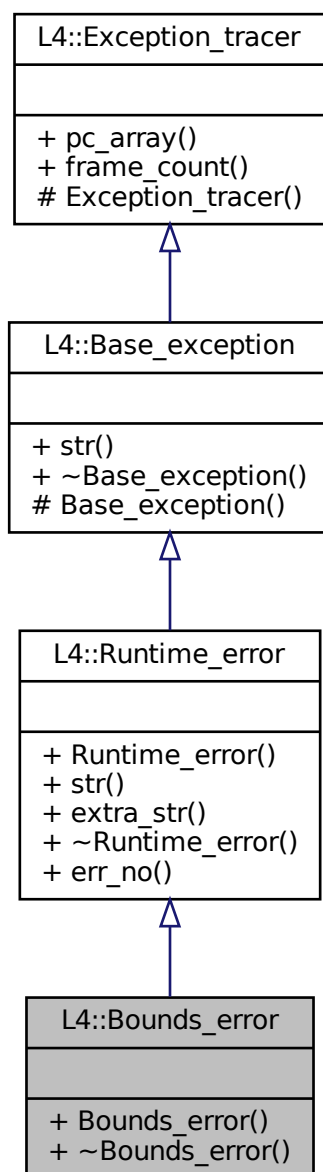 L4::Exception_tracer
+ pc_array()
+ frame_count()
# Exception_tracer()
L4::Base_exception
+ str()
+ ~Base_exception()
# Base_exception()
L4::Runtime_error
+ Runtime_error()
+ str()
+ extra_str()
+ ~Runtime_error()
+ err_no()
L4::Bounds_error
+ Bounds_error()
+ ~Bounds_error()